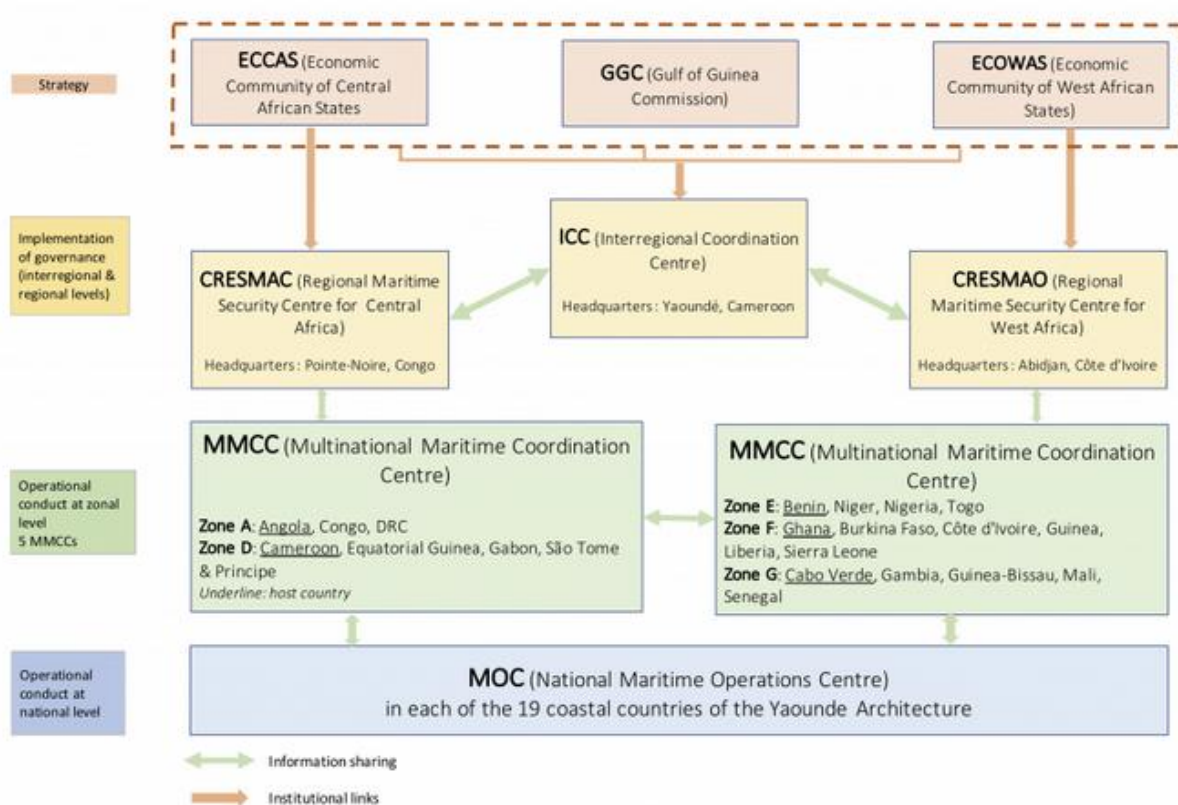 Strategy
ECCAS (Economic
Community of Central
African States
GGC (Gulf of Guinea
Commission)
ECOWAS (Economic
Community of West African
States)
Implementation
of governance
(interregional &
regional levels)
CRESMAC (Regional Maritime
Security Centre for Central
Africa)
Headquarters : Pointe-Noire, Congo
ICC (Interregional Coordination
Centre)
Headquarters : Yaoundé, Cameroon
CRESMAO (Regional
Maritime Security Centre for
West Africa)
Headquarters : Abidjan, Côte d'Ivoire
Operational
conduct at zonal
level
5 MMCCs
MMCC (Multinational Maritime Coordination
Centre)
Zone A: Angola, Congo, DRC
Zone D: Cameroon, Equatorial Guinea, Gabon, São Tome
& Principe
Underline: host country
MMCC (Multinational Maritime Coordination
Centre)
Zone E: Benin, Niger, Nigeria, Togo
Zone F: Ghana, Burkina Faso, Côte d'Ivoire, Guinea,
Liberia, Sierra Leone
Zone G: Cabo Verde, Gambia, Guinea-Bissau, Mali,
Senegal
Operational
conduct at
national level
MOC (National Maritime Operations Centre)
in each of the 19 coastal countries of the Yaounde Architecture
Information sharing
Institutional links